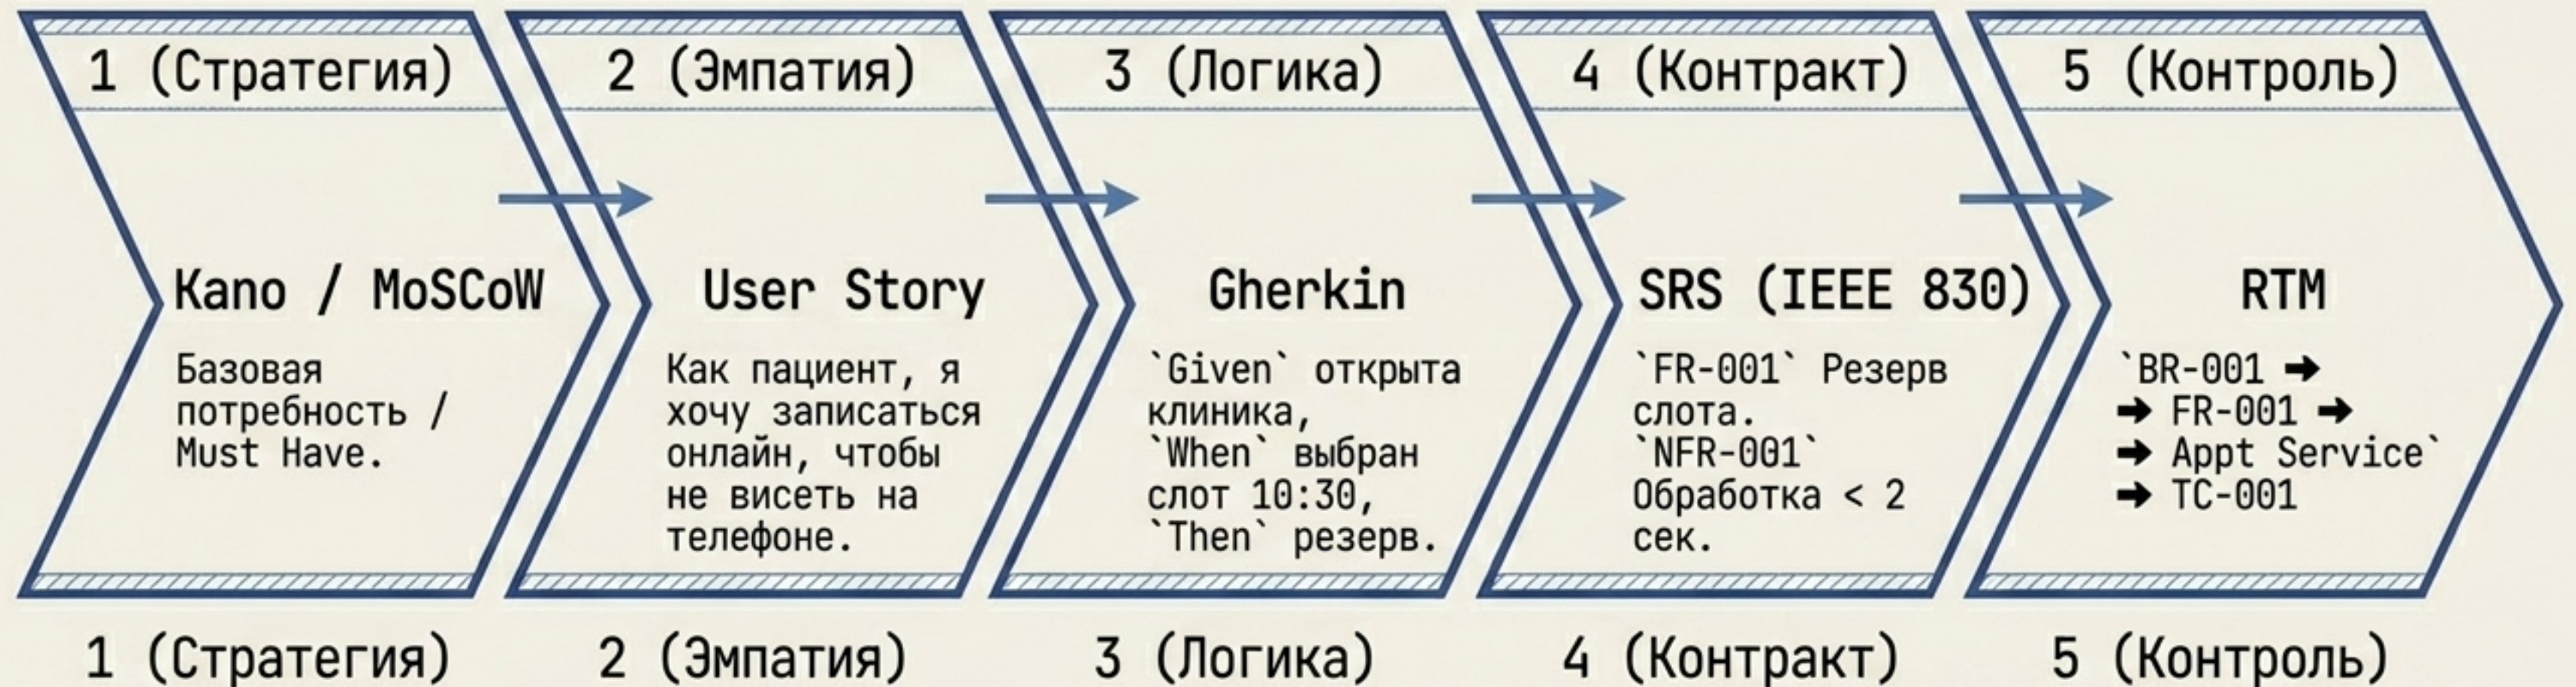 1 (Стратегия)
Kano / MoSCoW
Базовая
потребность /
Must Have.
2 (Эмпатия)
User Story
Как пациент, я
хочу записаться
онлайн, чтобы
не висеть на
телефоне.
3 (Логика)
Gherkin
`Given` открыта
клиника,
`When` выбран
слот 10:30,
`Then` резерв.
4 (Контракт)
SRS (IEEE 830)
`FR-001` Резерв
слота.
`NFR-001`
Обработка < 2
сек.
5 (Контроль)
RTM
`BR-001 ➡
➡ FR-001 ➡
➡ Appt Service`
➡ TC-001
1 (Стратегия)
2 (Эмпатия)
3 (Логика)
4 (Контракт)
5 (Контроль)